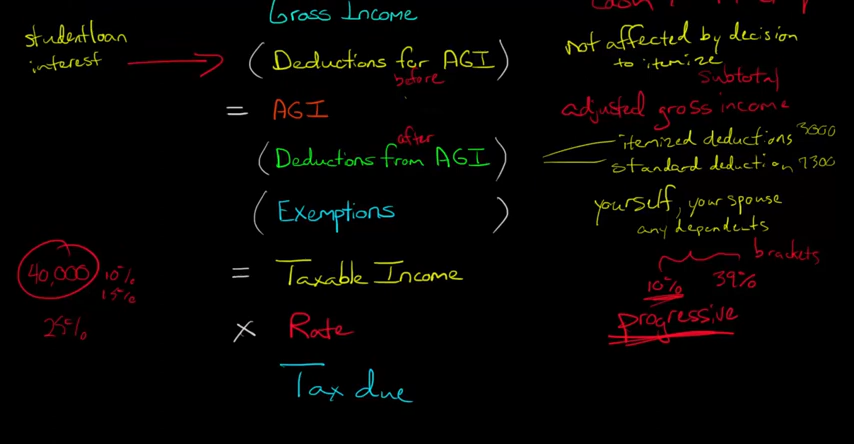 Gross Income
student loan
interest
(Deductions for AGI)
before
not affected by decision
to itemize
subtotal
= AGI
adjusted gross income
after
(Deductions from AGI)
itemized deductions 3000
standard deduction 7300
(Exemptions)
yourself, your spouse
any dependents
40,000 10%
15%
25%
= Taxable Income
brackets
10% 39%
progressive
× Rate
Tax due